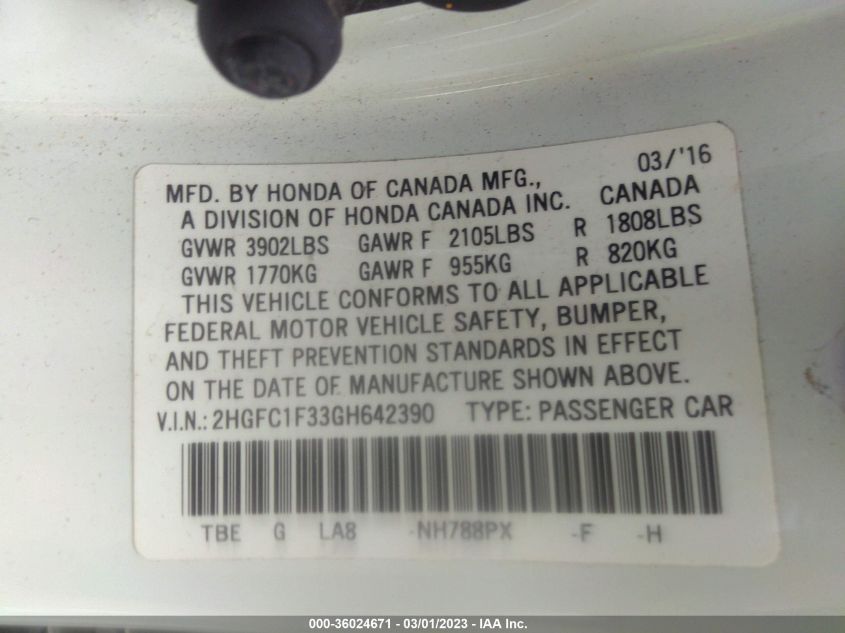 03/'16
MFD. BY HONDA OF CANADA MFG.,
A DIVISION OF HONDA CANADA INC. CANADA
GVWR 3902LBS GAWR F 2105LBS R 1808LBS
GVWR 1770KG GAWR F 955KG R 820KG
THIS VEHICLE CONFORMS TO ALL APPLICABLE
FEDERAL MOTOR VEHICLE SAFETY, BUMPER,
AND THEFT PREVENTION STANDARDS IN EFFECT
ON THE DATE OF MANUFACTURE SHOWN ABOVE.
V.I.N.: 2HGFC1F33GH642390 TYPE: PASSENGER CAR
TBE G LA8 -NH788PX -F -H
000-36024671 - 03/01/2023 - IAA Inc.